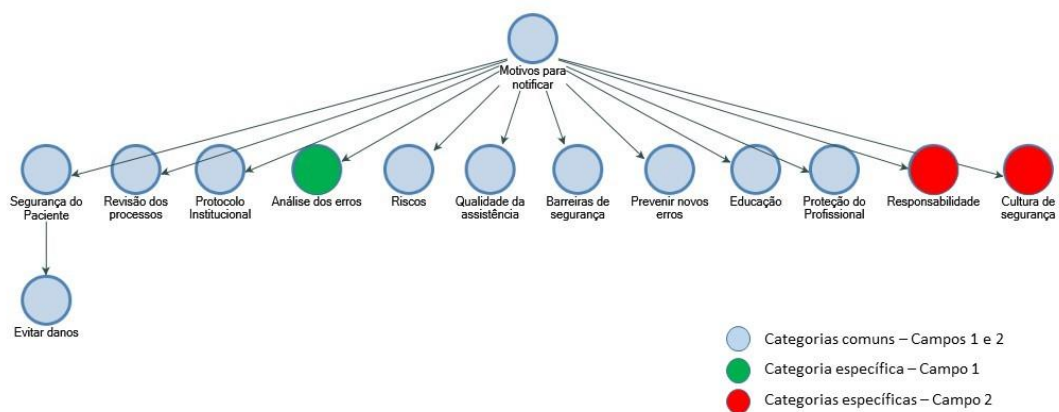 Motivos para
notificar
Segurança do
Paciente
Revisão dos
processos
Protocolo
Institucional
Análise dos erros
Riscos
Qualidade da
assistência
Barreiras de
segurança
Prevenir novos
erros
Educação
Proteção do
Profissional
Responsabilidade
Cultura de
segurança
Evitar danos
Categorias comuns – Campos 1 e 2
Categoria específica – Campo 1
Categorias específicas – Campo 2